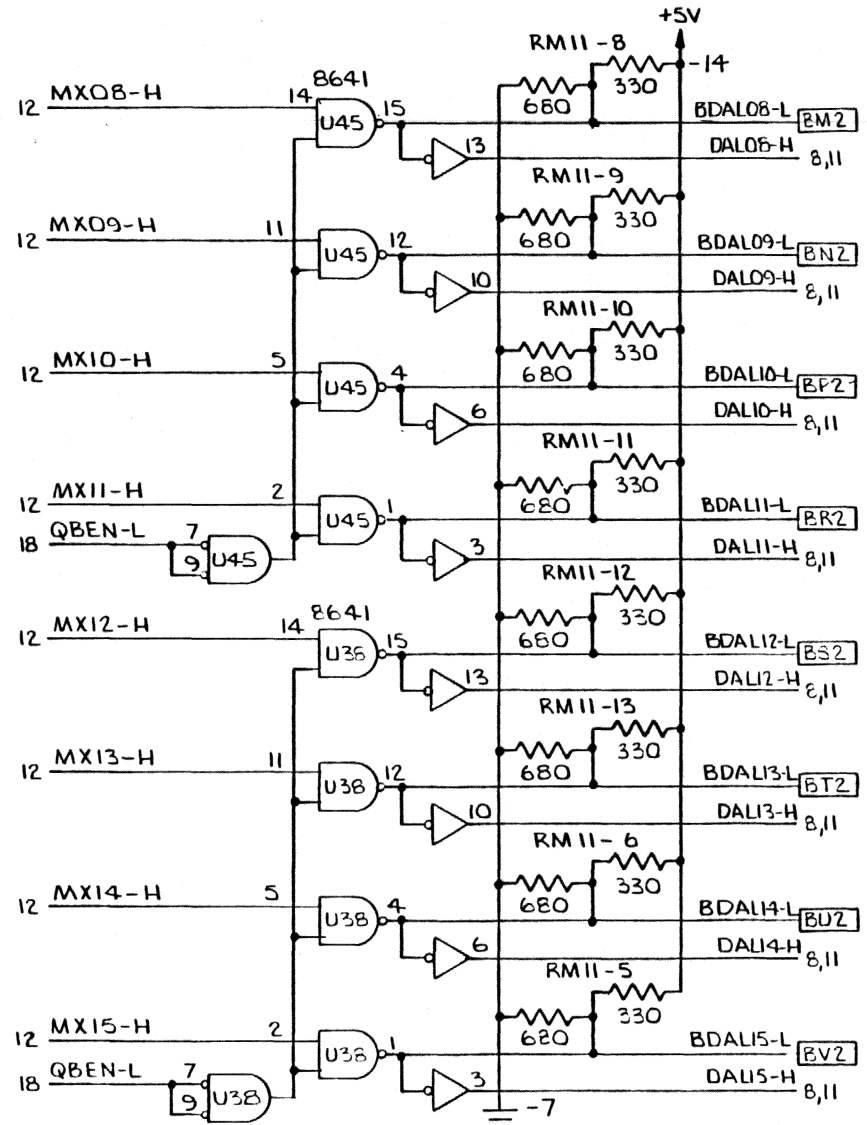 +5V
RM11-8
-14
8641
12 MX08-H 14 U45 15 680 330 BDAL08-L BM2
13 DAL08-H 8,11
RM11-9
12 MX09-H 11 U45 12 680 330 BDAL09-L BN2
10 DAL09-H 8,11
RM11-10
12 MX10-H 5 U45 4 680 330 BDAL10-L BP2
6 DAL10-H 8,11
RM11-11
12 MX11-H 2 U45 1 680 330 BDAL11-L BR2
18 QBEN-L 7 9 U45 3 DAL11-H 8,11
RM11-12
8641
12 MX12-H 14 U38 15 680 330 BDAL12-L BS2
13 DAL12-H 8,11
RM11-13
12 MX13-H 11 U38 12 680 330 BDAL13-L BT2
10 DAL13-H 8,11
RM11-6
12 MX14-H 5 U38 4 680 330 BDAL14-L BU2
6 DAL14-H 8,11
RM11-5
12 MX15-H 2 U38 1 680 330 BDAL15-L BV2
18 QBEN-L 7 9 U38 3 DAL15-H 8,11
-7